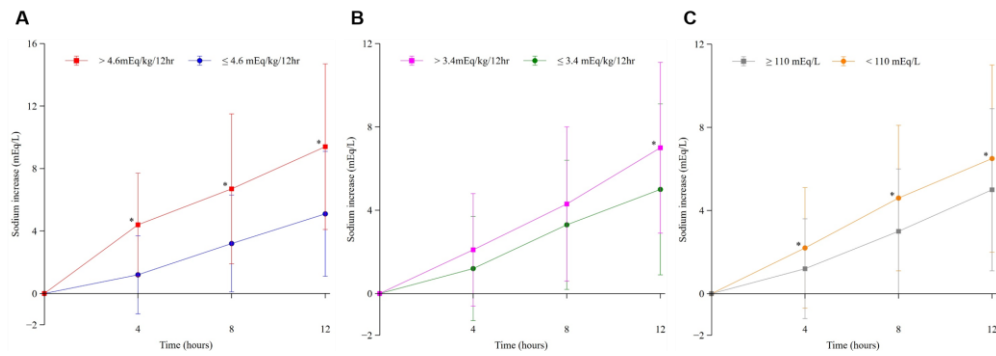 A
B
C
> 4.6mEq/kg/12hr
≤ 4.6 mEq/kg/12hr
Sodium increase (mEq/L)
16
12
8
4
0
−2
*
*
*
4
8
12
Time (hours)
> 3.4mEq/kg/12hr
≤ 3.4 mEq/kg/12hr
Sodium increase (mEq/L)
12
8
4
0
−2
*
4
8
12
Time (hours)
≥ 110 mEq/L
< 110 mEq/L
Sodium increase (mEq/L)
12
8
4
0
−2
*
*
*
4
8
12
Time (hours)